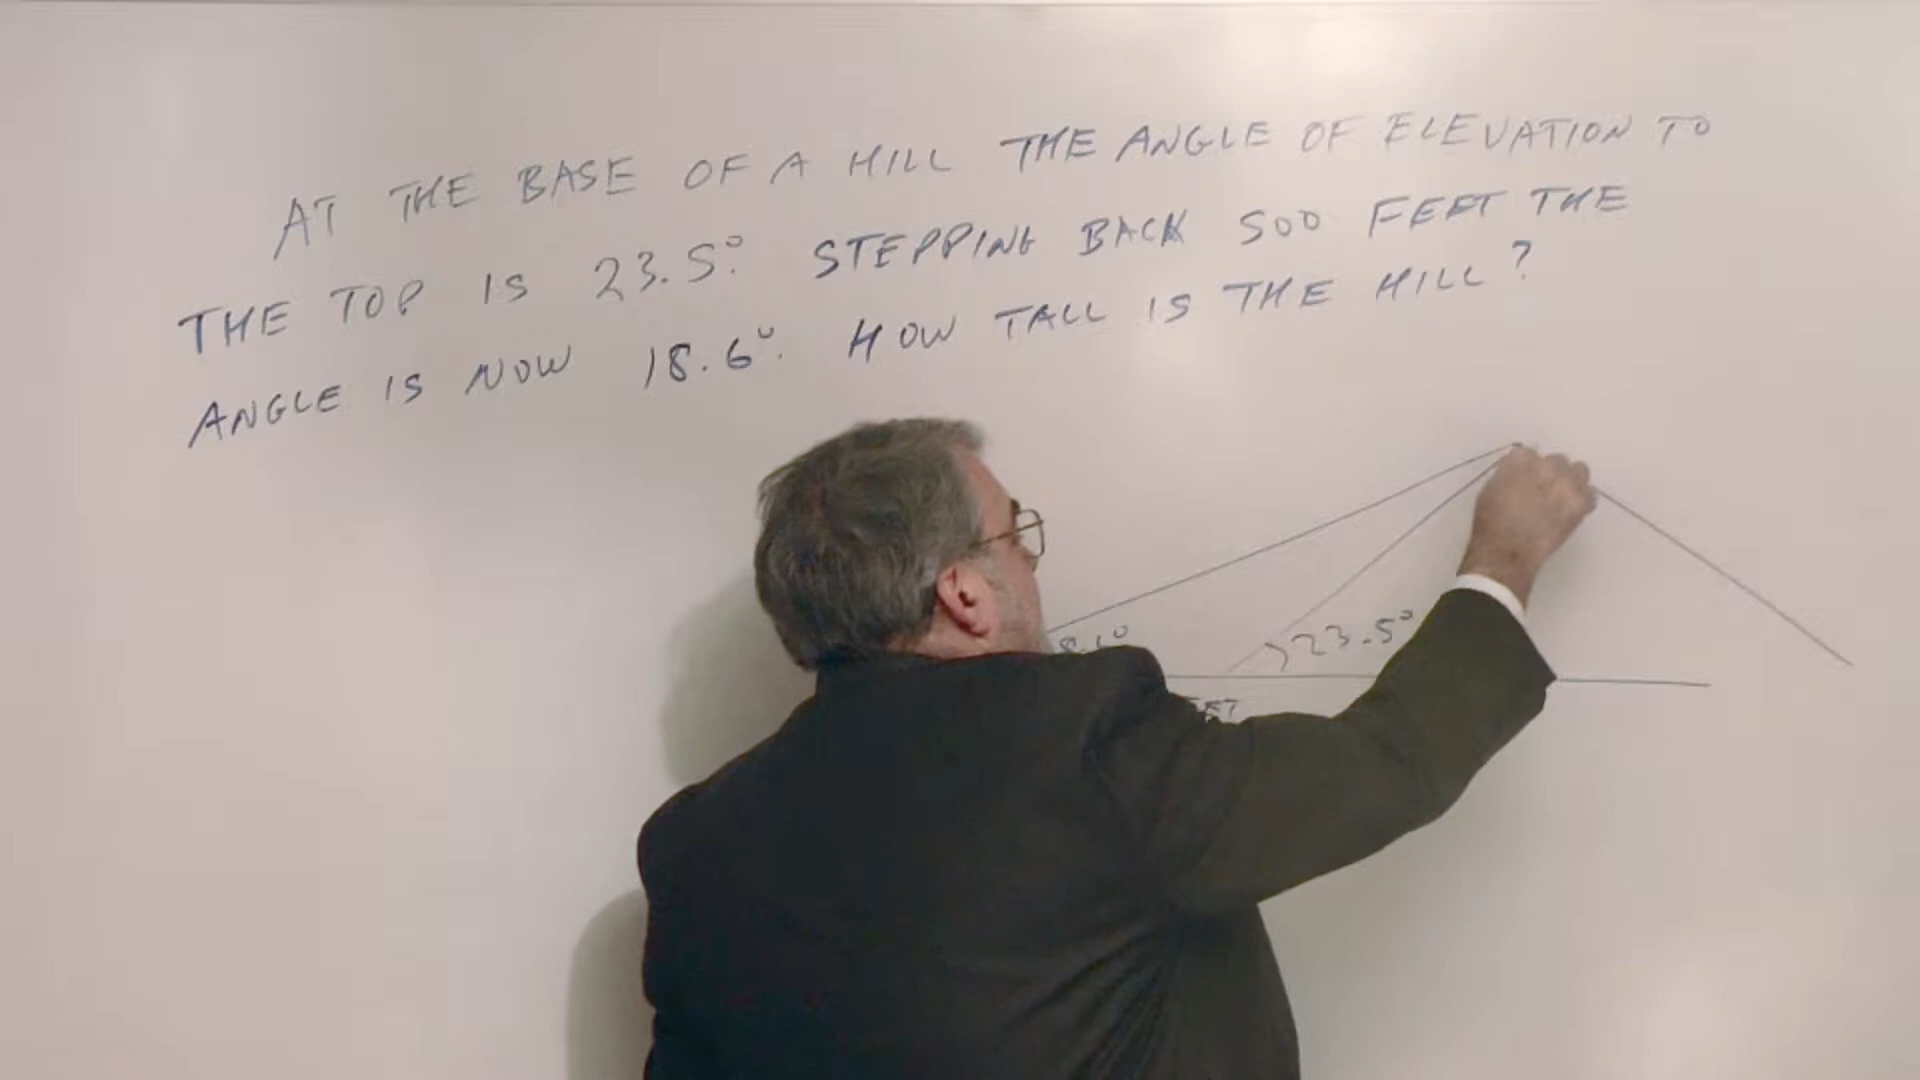 AT THE BASE OF A HILL THE ANGLE OF ELEVATION TO
THE TOP IS 23.5°. STEPPING BACK 500 FEET THE
ANGLE IS NOW 18.6°. HOW TALL IS THE HILL?
23.5°